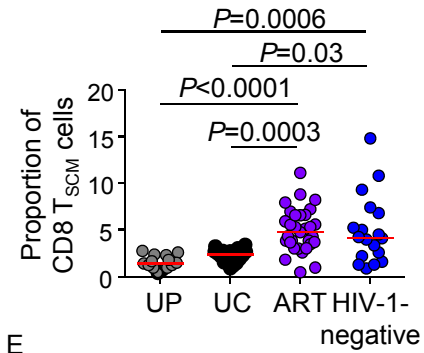 P=0.0006
P=0.03
P<0.0001
P=0.0003
Proportion of
CD8 TSCM cells
20
15
10
5
0
UP UC ART HIV-1-
negative
E